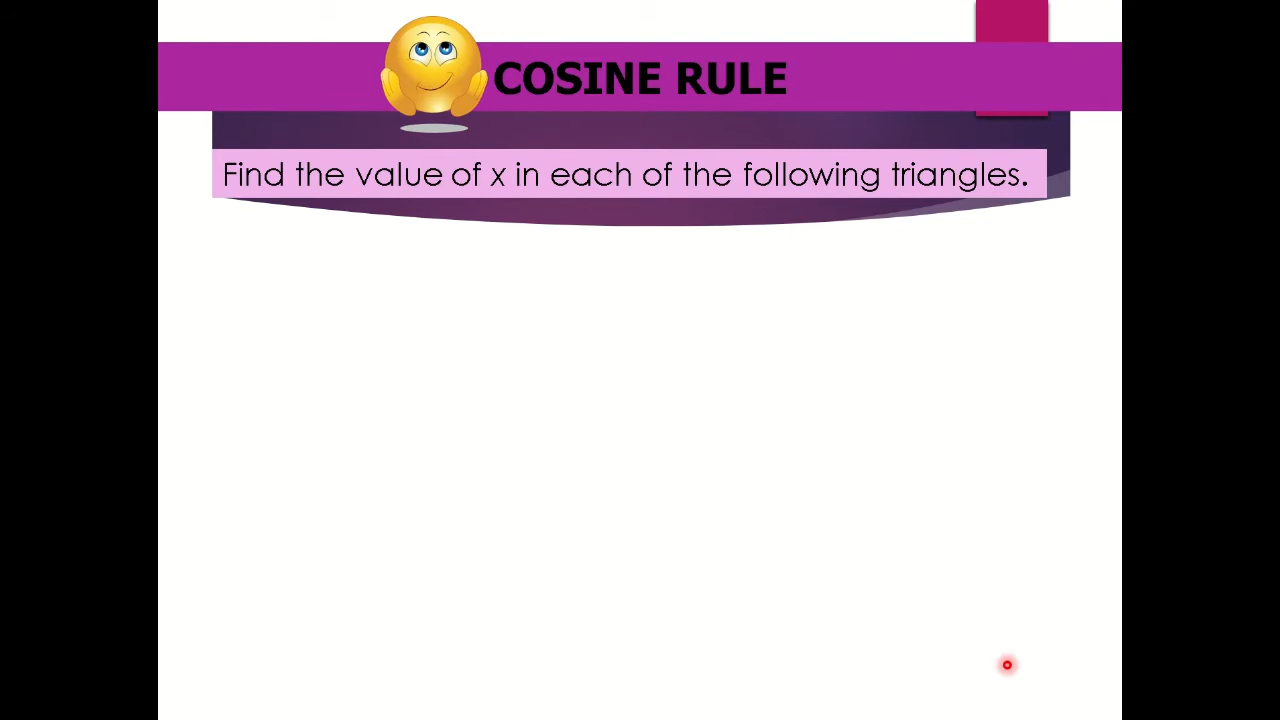 COSINE RULE
Find the value of x in each of the following triangles.